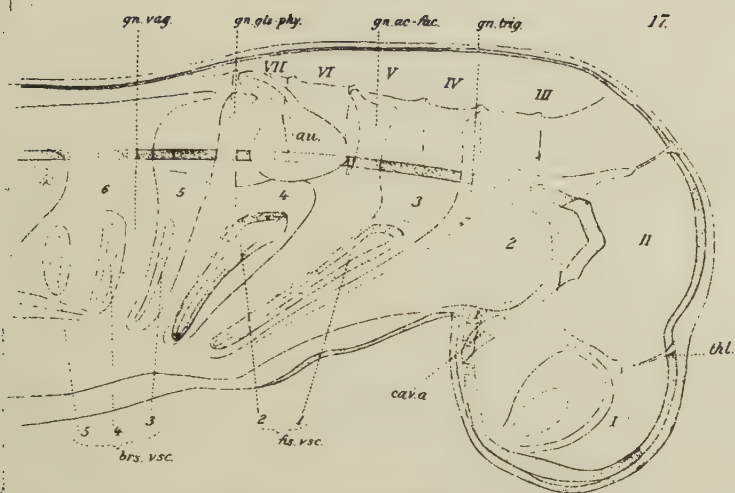 gn. vag. gn. gls-phy. gn. ac-fac. gn. trig. 17.
VII VI V IV III
au.
6 5 4 3 2 II
thl.
cav. a I
5 4 3 2 1
brs. vsc. fis. vsc.